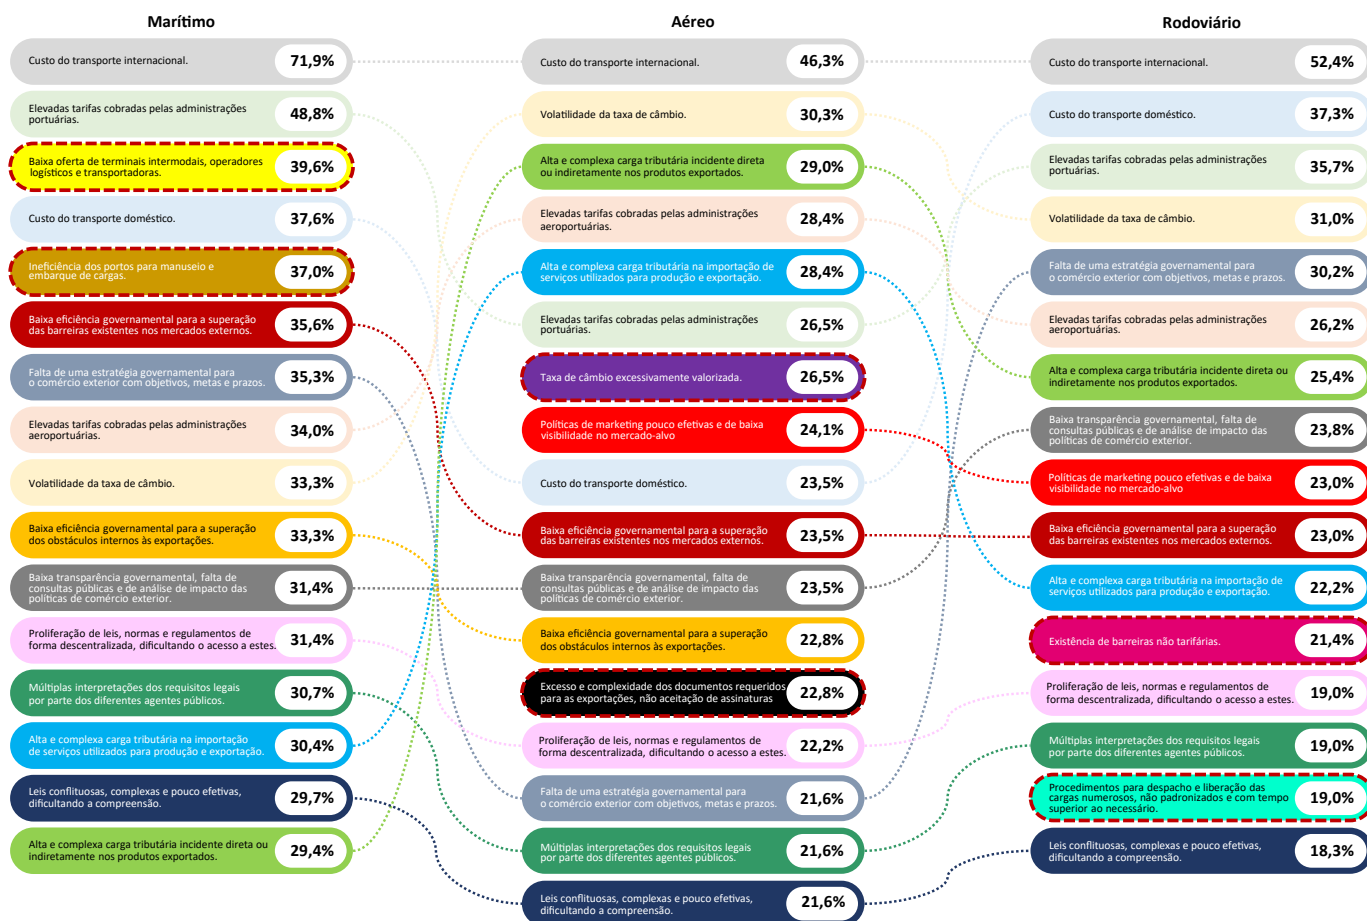 Marítimo
Custo do transporte internacional.
71,9%
Elevadas tarifas cobradas pelas administrações
portuárias.
48,8%
Baixa oferta de terminais intermodais, operadores
logísticos e transportadoras.
39,6%
Custo do transporte doméstico.
37,6%
Ineficiência dos portos para manuseio e
embarque de cargas.
37,0%
Baixa eficiência governamental para a superação
das barreiras existentes nos mercados externos.
35,6%
Falta de uma estratégia governamental para
o comércio exterior com objetivos, metas e prazos.
35,3%
Elevadas tarifas cobradas pelas administrações
aeroportuárias.
34,0%
Volatilidade da taxa de câmbio.
33,3%
Baixa eficiência governamental para a superação
dos obstáculos internos às exportações.
33,3%
Baixa transparência governamental, falta de
consultas públicas e de análise de impacto das
políticas de comércio exterior.
31,4%
Proliferação de leis, normas e regulamentos de
forma descentralizada, dificultando o acesso a estes.
31,4%
Múltiplas interpretações dos requisitos legais
por parte dos diferentes agentes públicos.
30,7%
Alta e complexa carga tributária na importação
de serviços utilizados para produção e exportação.
30,4%
Leis conflituosas, complexas e pouco efetivas,
dificultando a compreensão.
29,7%
Alta e complexa carga tributária incidente direta ou
indiretamente nos produtos exportados.
29,4%
Aéreo
Custo do transporte internacional.
46,3%
Volatilidade da taxa de câmbio.
30,3%
Alta e complexa carga tributária incidente direta
ou indiretamente nos produtos exportados.
29,0%
Elevadas tarifas cobradas pelas administrações
aeroportuárias.
28,4%
Alta e complexa carga tributária na importação de
serviços utilizados para produção e exportação.
28,4%
Elevadas tarifas cobradas pelas administrações
portuárias.
26,5%
Taxa de câmbio excessivamente valorizada.
26,5%
Políticas de marketing pouco efetivas e de baixa
visibilidade no mercado-alvo
24,1%
Custo do transporte doméstico.
23,5%
Baixa eficiência governamental para a superação
das barreiras existentes nos mercados externos.
23,5%
Baixa transparência governamental, falta de
consultas públicas e de análise de impacto das
políticas de comércio exterior.
23,5%
Baixa eficiência governamental para a superação
dos obstáculos internos às exportações.
22,8%
Excesso e complexidade dos documentos requeridos
para as exportações, não aceitação de assinaturas
22,8%
Proliferação de leis, normas e regulamentos de
forma descentralizada, dificultando o acesso a estes.
22,2%
Falta de uma estratégia governamental para
o comércio exterior com objetivos, metas e prazos.
21,6%
Múltiplas interpretações dos requisitos legais
por parte dos diferentes agentes públicos.
21,6%
Leis conflituosas, complexas e pouco efetivas,
dificultando a compreensão.
21,6%
Rodoviário
Custo do transporte internacional.
52,4%
Custo do transporte doméstico.
37,3%
Elevadas tarifas cobradas pelas administrações
portuárias.
35,7%
Volatilidade da taxa de câmbio.
31,0%
Falta de uma estratégia governamental para
o comércio exterior com objetivos, metas e prazos.
30,2%
Elevadas tarifas cobradas pelas administrações
aeroportuárias.
26,2%
Alta e complexa carga tributária incidente direta ou
indiretamente nos produtos exportados.
25,4%
Baixa transparência governamental, falta de
consultas públicas e de análise de impacto das
políticas de comércio exterior.
23,8%
Políticas de marketing pouco efetivas e de baixa
visibilidade no mercado-alvo
23,0%
Baixa eficiência governamental para a superação
das barreiras existentes nos mercados externos.
23,0%
Alta e complexa carga tributária na importação de
serviços utilizados para produção e exportação.
22,2%
Existência de barreiras não tarifárias.
21,4%
Proliferação de leis, normas e regulamentos de
forma descentralizada, dificultando o acesso a estes.
19,0%
Múltiplas interpretações dos requisitos legais
por parte dos diferentes agentes públicos.
19,0%
Procedimentos para despacho e liberação das
cargas numerosos, não padronizados e com tempo
superior ao necessário.
19,0%
Leis conflituosas, complexas e pouco efetivas,
dificultando a compreensão.
18,3%